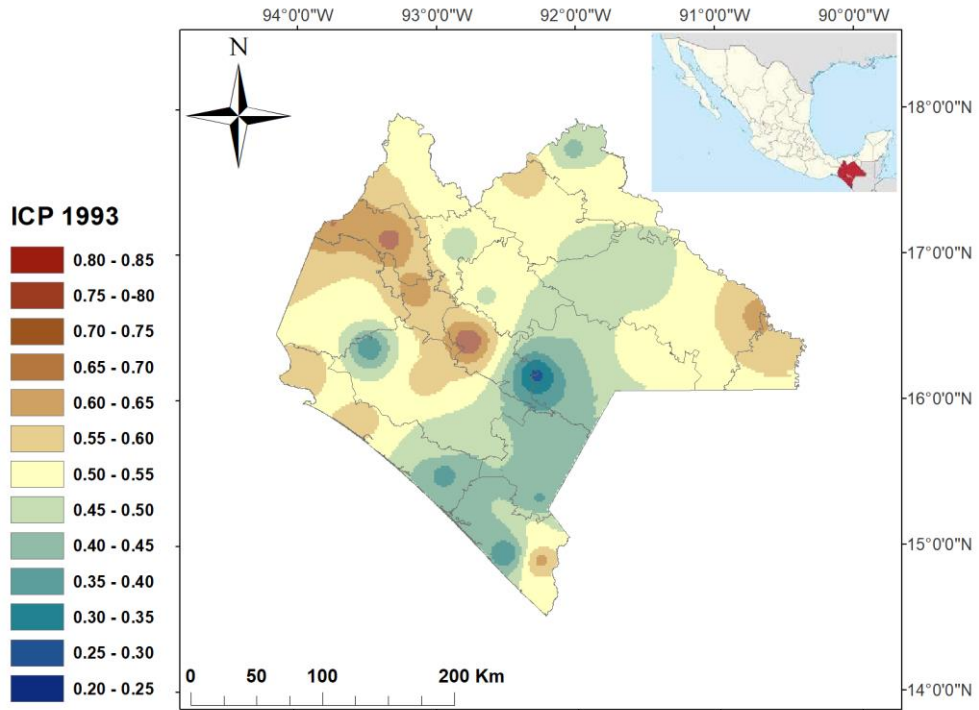 94°0'0"W 93°0'0"W 92°0'0"W 91°0'0"W 90°0'0"W
N
18°0'0"N
17°0'0"N
16°0'0"N
15°0'0"N
14°0'0"N
ICP 1993
0.80 - 0.85
0.75 - 0-80
0.70 - 0.75
0.65 - 0.70
0.60 - 0.65
0.55 - 0.60
0.50 - 0.55
0.45 - 0.50
0.40 - 0.45
0.35 - 0.40
0.30 - 0.35
0.25 - 0.30
0.20 - 0.25
0 50 100 200 Km